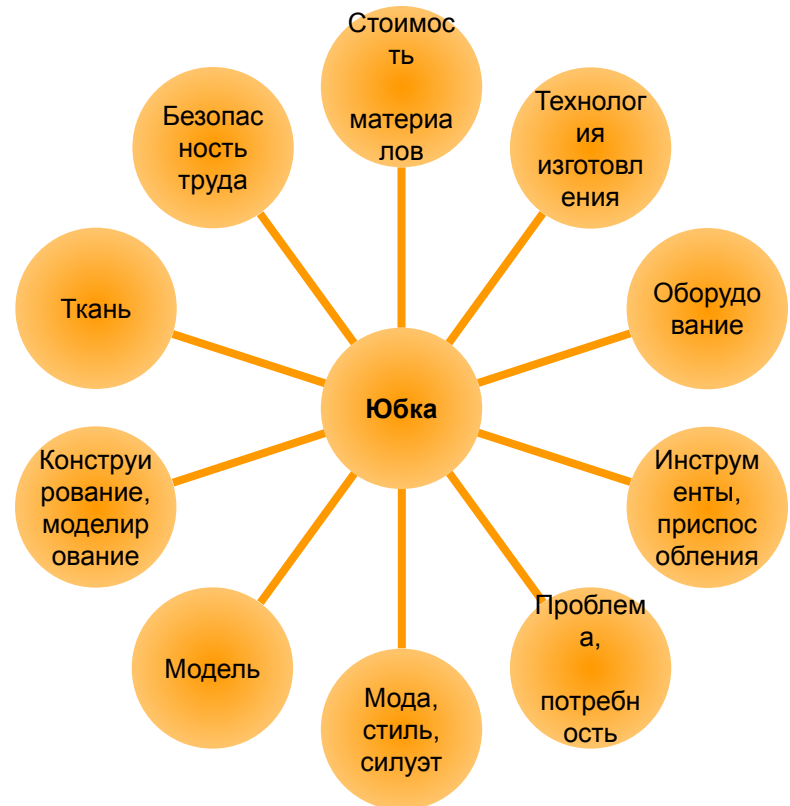 Стоимос
ть
материа
лов
Технолог
ия
изготовл
ения
Оборудо
вание
Инструм
енты,
приспос
обления
Проблем
а,
потребн
ость
Мода,
стиль,
силуэт
Модель
Конструи
рование,
моделир
ование
Ткань
Безопас
ность
труда
Юбка